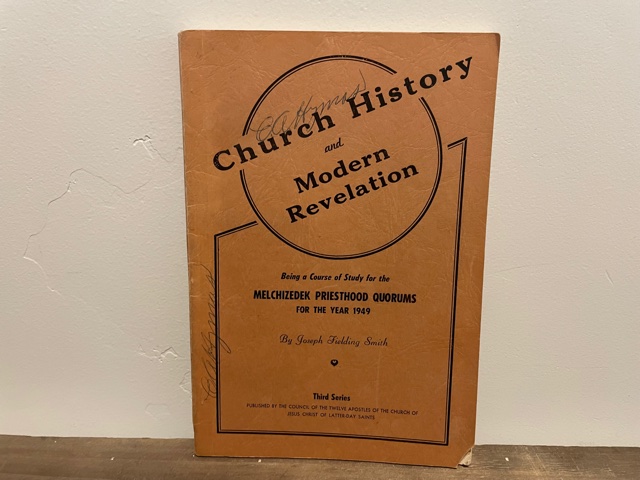 Church History
and
Modern
Revelation
Being a Course of Study for the
MELCHIZEDEK PRIESTHOOD QUORUMS
FOR THE YEAR 1949
By Joseph Fielding Smith
Third Series
PUBLISHED BY THE COUNCIL OF THE TWELVE APOSTLES OF THE CHURCH OF
JESUS CHRIST OF LATTER-DAY SAINTS